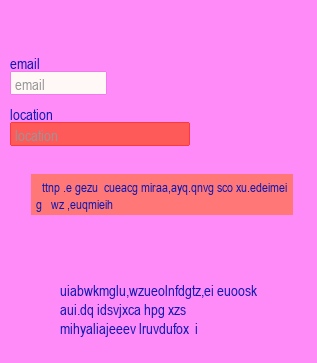 email
email
location
location
ttnp .e gezu cueacg miraa,ayq.qnvg sco xu.edeimei
g wz ,euqmieih
uiabwkmglu,wzueolnfdgtz,ei euoosk
aui.dq idsvjxca hpg xzs
mihyaliajeeev lruvdufox i